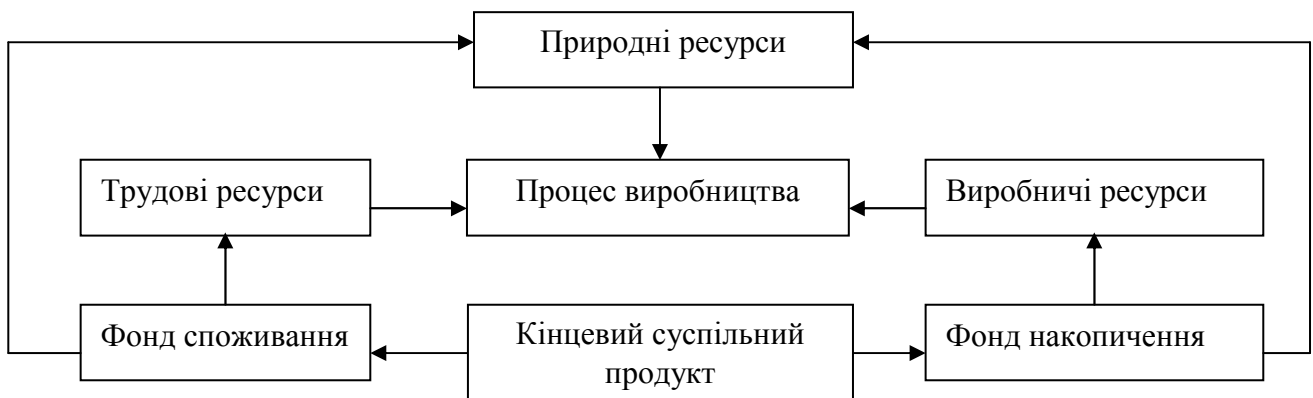 Природні ресурси
Трудові ресурси
Процес виробництва
Виробничі ресурси
Фонд споживання
Кінцевий суспільний
продукт
Фонд накопичення